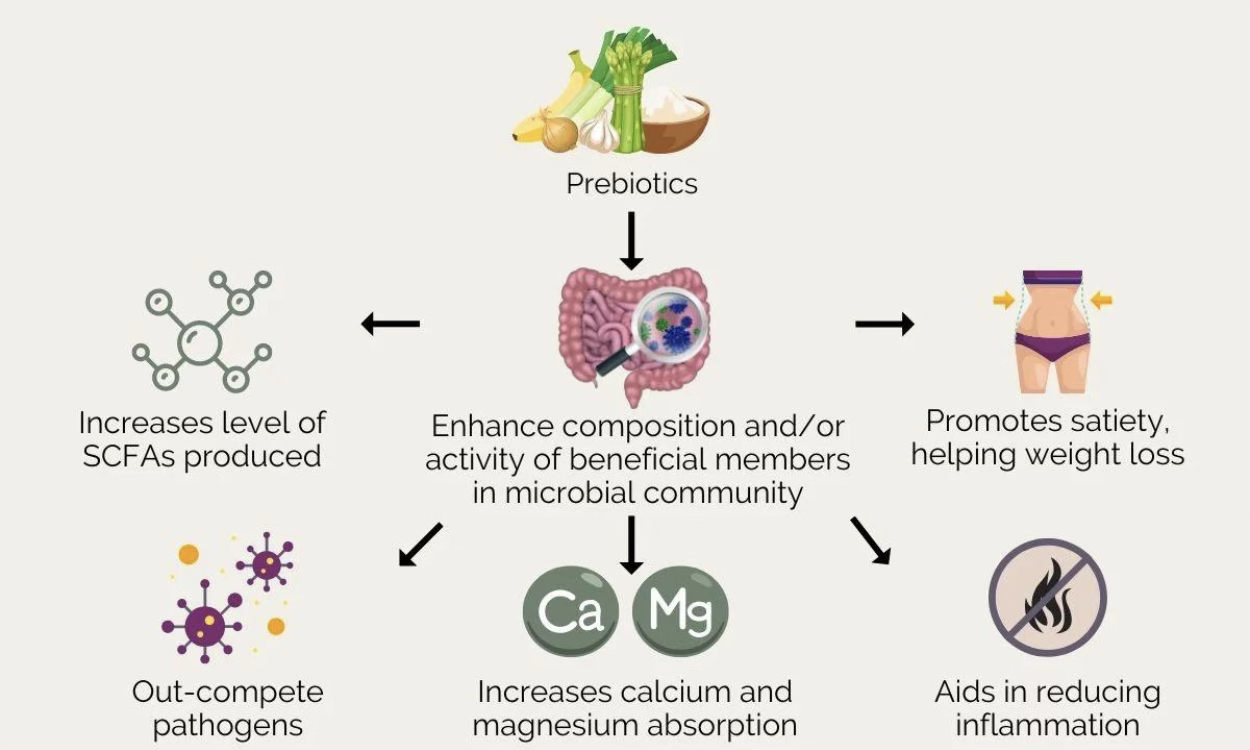 Prebiotics
Increases level of
SCFAs produced
Enhance composition and/or
activity of beneficial members
in microbial community
Promotes satiety,
helping weight loss
Out-compete
pathogens
Ca
Mg
Increases calcium and
magnesium absorption
Aids in reducing
inflammation